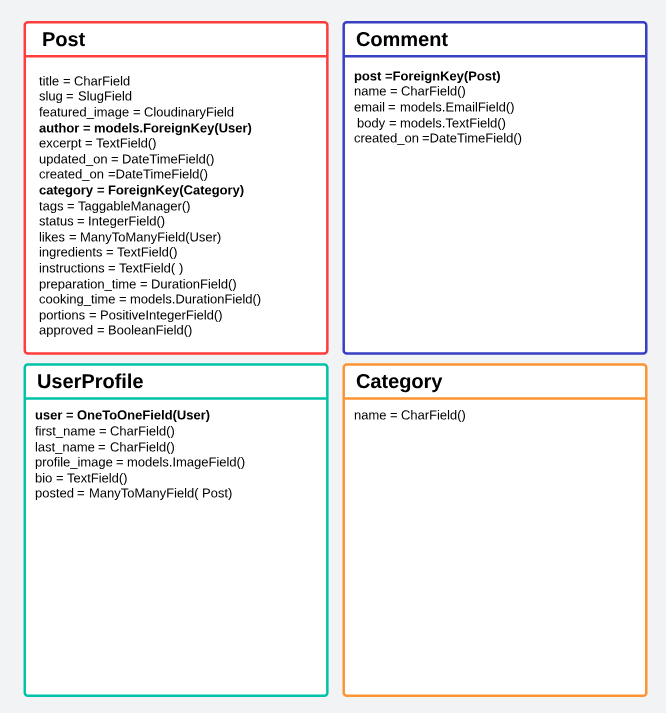 Post
title = CharField
slug = SlugField
featured_image = CloudinaryField
author = models.ForeignKey(User)
excerpt = TextField()
updated_on = DateTimeField()
created_on =DateTimeField()
category = ForeignKey(Category)
tags = TaggableManager()
status = IntegerField()
likes = ManyToManyField(User)
ingredients = TextField()
instructions = TextField( )
preparation_time = DurationField()
cooking_time = models.DurationField()
portions = PositiveIntegerField()
approved = BooleanField()
Comment
post =ForeignKey(Post)
name = CharField()
email = models.EmailField()
body = models.TextField()
created_on =DateTimeField()
UserProfile
user = OneToOneField(User)
first_name = CharField()
last_name = CharField()
profile_image = models.ImageField()
bio = TextField()
posted = ManyToManyField( Post)
Category
name = CharField()